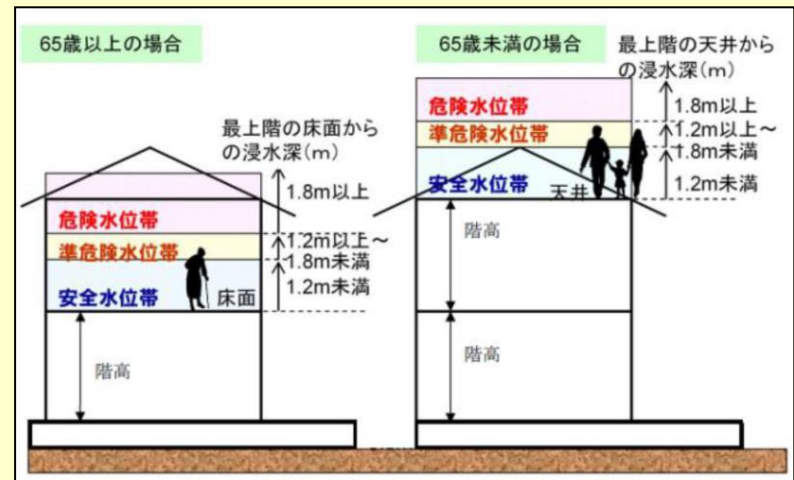 65歳以上の場合
最上階の床面から
の浸水深(m)
1.8m以上
危険水位帯
1.2m以上～
準危険水位帯
1.8m未満
1.2m未満
安全水位帯
床面
階高
65歳未満の場合
最上階の天井から
の浸水深(m)
危険水位帯
1.8m以上
準危険水位帯
1.2m以上～
1.8m未満
安全水位帯
天井
1.2m未満
階高
階高